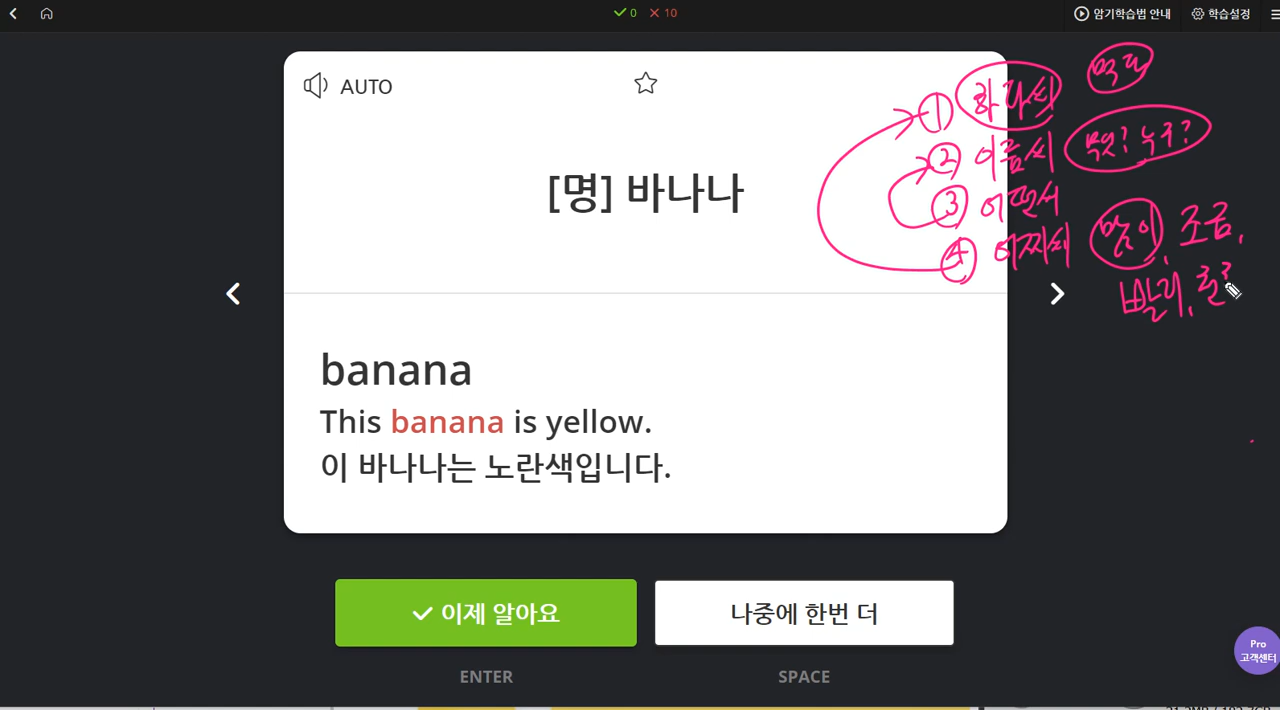 0 10 암기학습법 안내 학습설정
AUTO
① 하다씨 먹다
② 이름씨 무엇? 누구?
③ 어떤씨
④ 어찌씨 많이, 조금,
빨리,
[명] 바나나
banana
This banana is yellow.
이 바나나는 노란색입니다.
이제 알아요 나중에 한번 더
ENTER SPACE
Pro
고객센터